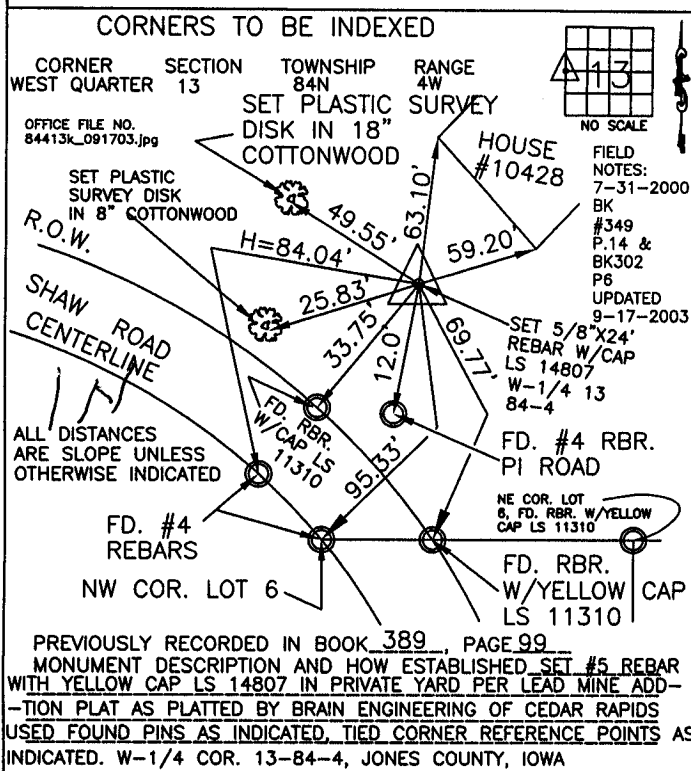 CORNERS TO BE INDEXED
CORNER SECTION TOWNSHIP RANGE
WEST QUARTER 13 84N 4W
OFFICE FILE NO.
84413k_091703.jpg
SET PLASTIC SURVEY
DISK IN 18"
COTTONWOOD
13
NO SCALE
HOUSE
#10428
FIELD
NOTES:
7-31-2000
BK
#349
P.14 &
BK302
P6
UPDATED
9-17-2003
SET PLASTIC
SURVEY DISK
IN 8" COTTONWOOD
R.O.W.
SHAW ROAD
CENTERLINE
H=84.04'
49.55'
63.10'
59.20'
25.83'
33.75'
12.0'
69.77'
95.33'
SET 5/8"X24'
REBAR W/CAP
LS 14807
W-1/4 13
84-4
FD. RBR.
W/CAP LS
11310
ALL DISTANCES
ARE SLOPE UNLESS
OTHERWISE INDICATED
FD. #4 RBR.
PI ROAD
NE COR. LOT
6, FD. RBR. W/YELLOW
CAP LS 11310
FD. #4
REBARS
NW COR. LOT 6
FD. RBR.
W/YELLOW CAP
LS 11310
PREVIOUSLY RECORDED IN BOOK 389, PAGE 99
MONUMENT DESCRIPTION AND HOW ESTABLISHED SET #5 REBAR
WITH YELLOW CAP LS 14807 IN PRIVATE YARD PER LEAD MINE ADD-
-TION PLAT AS PLATTED BY BRAIN ENGINEERING OF CEDAR RAPIDS
USED FOUND PINS AS INDICATED, TIED CORNER REFERENCE POINTS AS
INDICATED. W-1/4 COR. 13-84-4, JONES COUNTY, IOWA